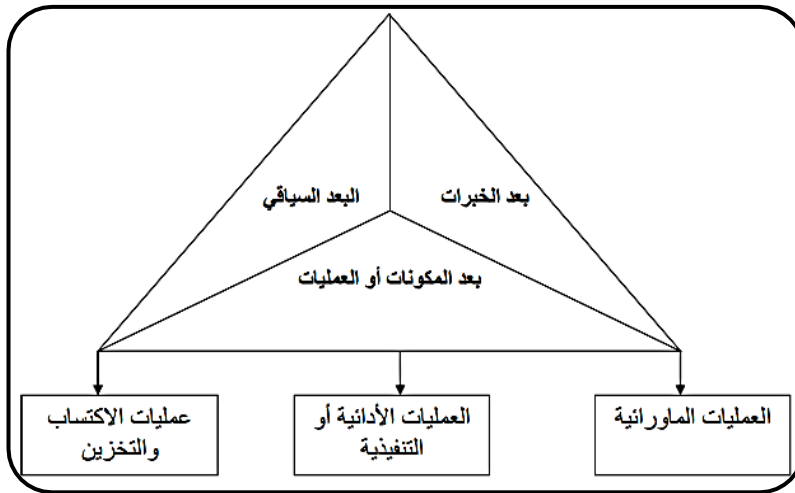 بعد الخبرات
البعد السياقي
بعد المكونات أو العمليات
العمليات الماورائية
العمليات الأدائية أو
التنفيذية
عمليات الاكتساب
والتخزين